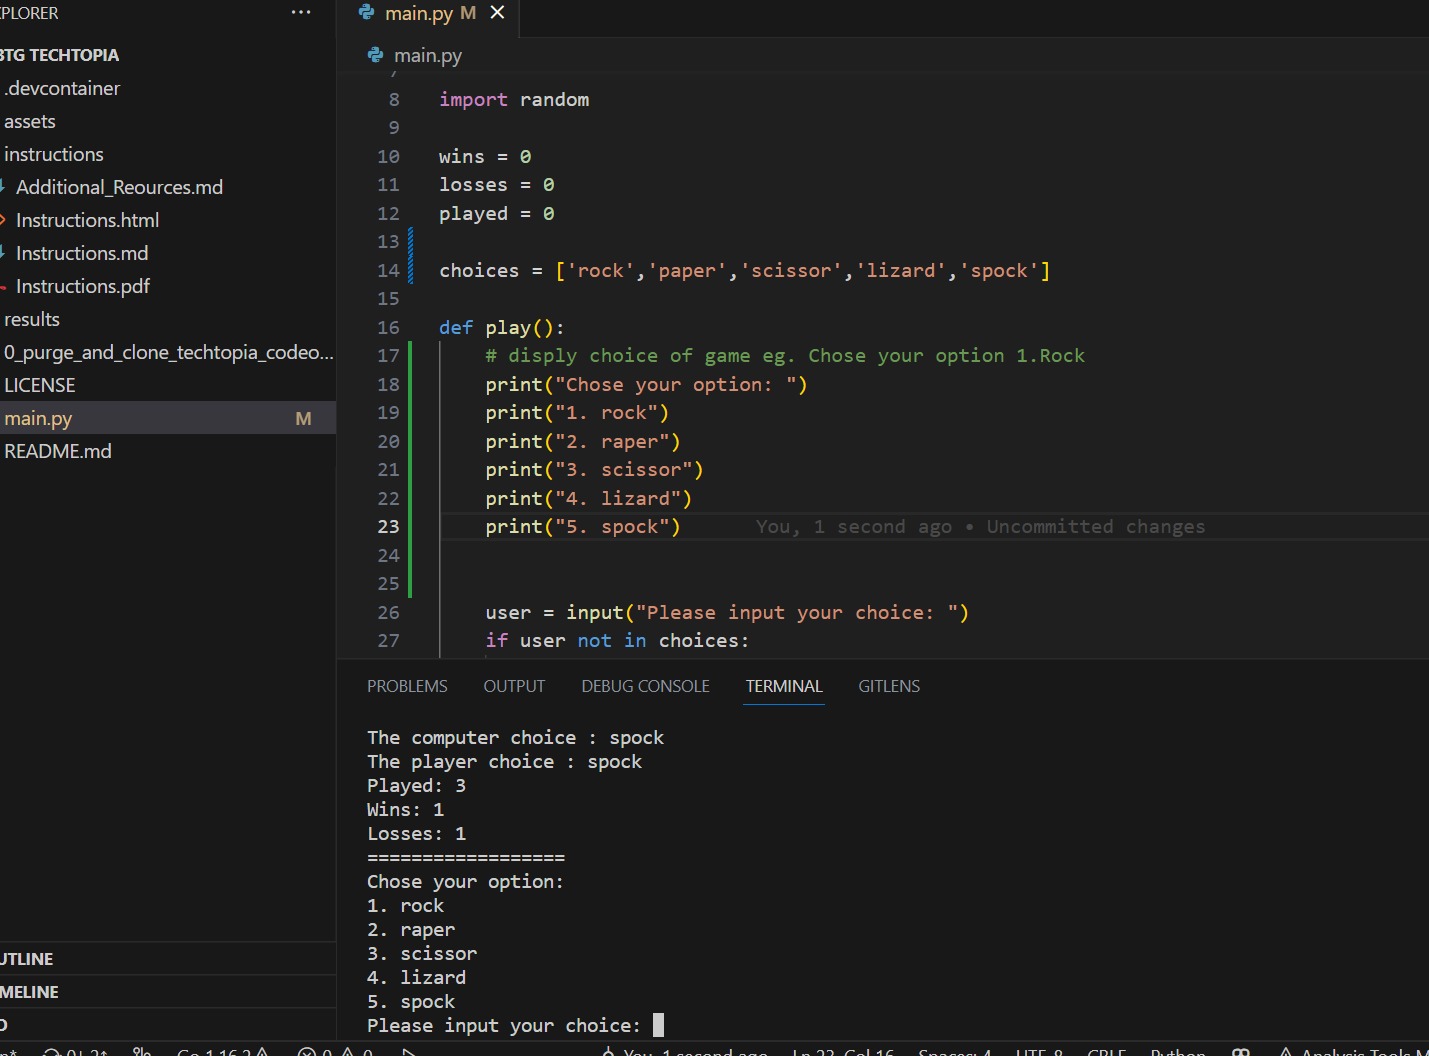 PLORER
···
BTG TECHTOPIA
.devcontainer
assets
instructions
Additional_Reources.md
Instructions.html
Instructions.md
Instructions.pdf
results
0_purge_and_clone_techtopia_codeo...
LICENSE
main.py M
README.md
UTLINE
MELINE
main.py M
main.py
7
8 import random
9
10 wins = 0
11 losses = 0
12 played = 0
13
14 choices = ['rock','paper','scissor','lizard','spock']
15
16 def play():
17 # disply choice of game eg. Chose your option 1.Rock
18 print("Chose your option: ")
19 print("1. rock")
20 print("2. raper")
21 print("3. scissor")
22 print("4. lizard")
23 print("5. spock") You, 1 second ago • Uncommitted changes
24
25
26 user = input("Please input your choice: ")
27 if user not in choices:
PROBLEMS OUTPUT DEBUG CONSOLE TERMINAL GITLENS
The computer choice : spock
The player choice : spock
Played: 3
Wins: 1
Losses: 1
==================
Chose your option:
1. rock
2. raper
3. scissor
4. lizard
5. spock
Please input your choice:
Go 1.16.2 0 0 You, 1 second ago Ln 23, Col 16 Spaces: 4 UTF-8 CRLF Python Analysis Tools M